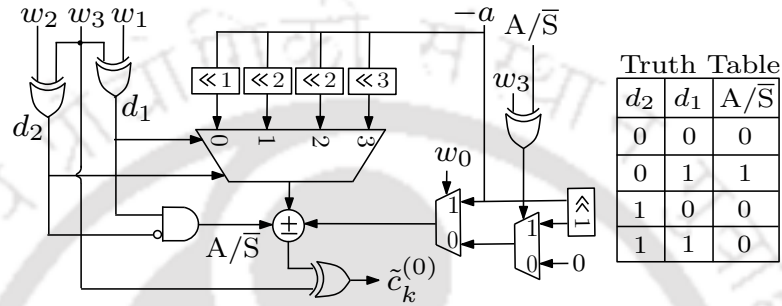 w₂ w₃ w₁ −a A/S̅
≪1 ≪2 ≪2 ≪3
w₃
d₂ d₁
0 1 2 3
w₀
1 0
≪1
1 0
0
A/S̅
±
c̃ₖ⁽⁰⁾
Truth Table
d₂ d₁ A/S̅
0 0 0
0 1 1
1 0 0
1 1 0